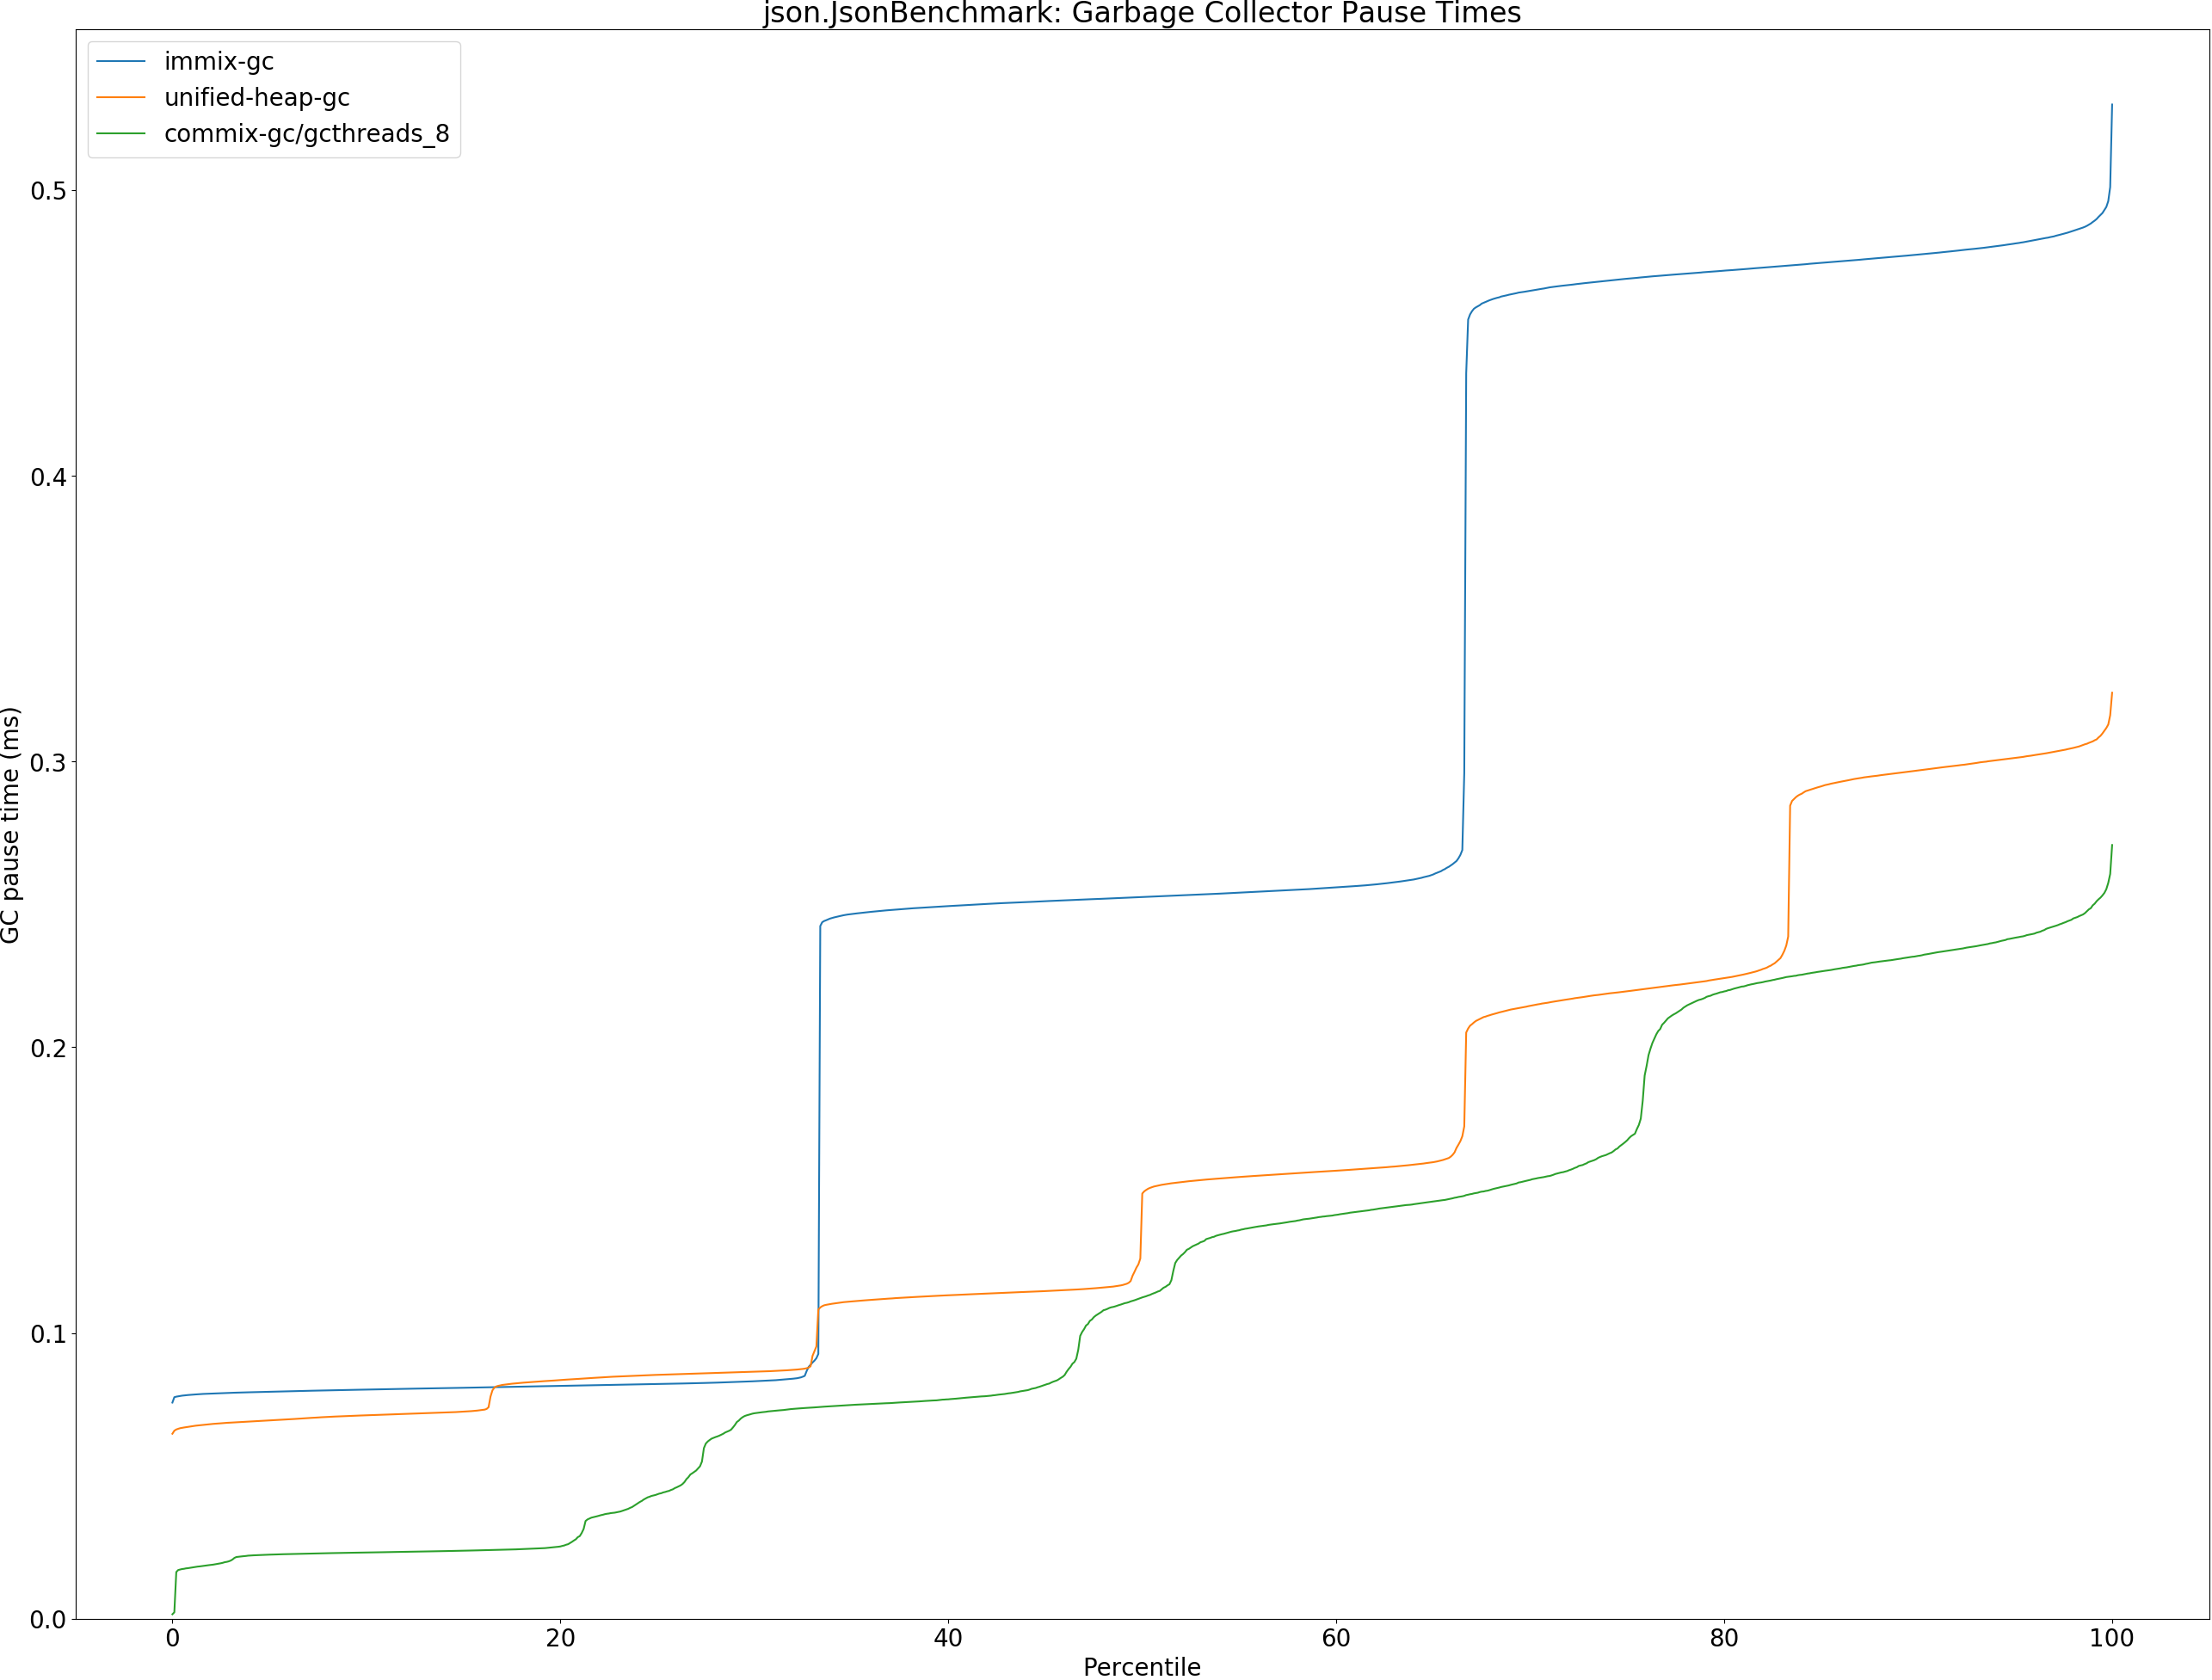 json.JsonBenchmark: Garbage Collector Pause Times
immix-gc
unified-heap-gc
commix-gc/gcthreads_8
GC pause time (ms)
0.5
0.4
0.3
0.2
0.1
0.0
0 20 40 60 80 100
Percentile